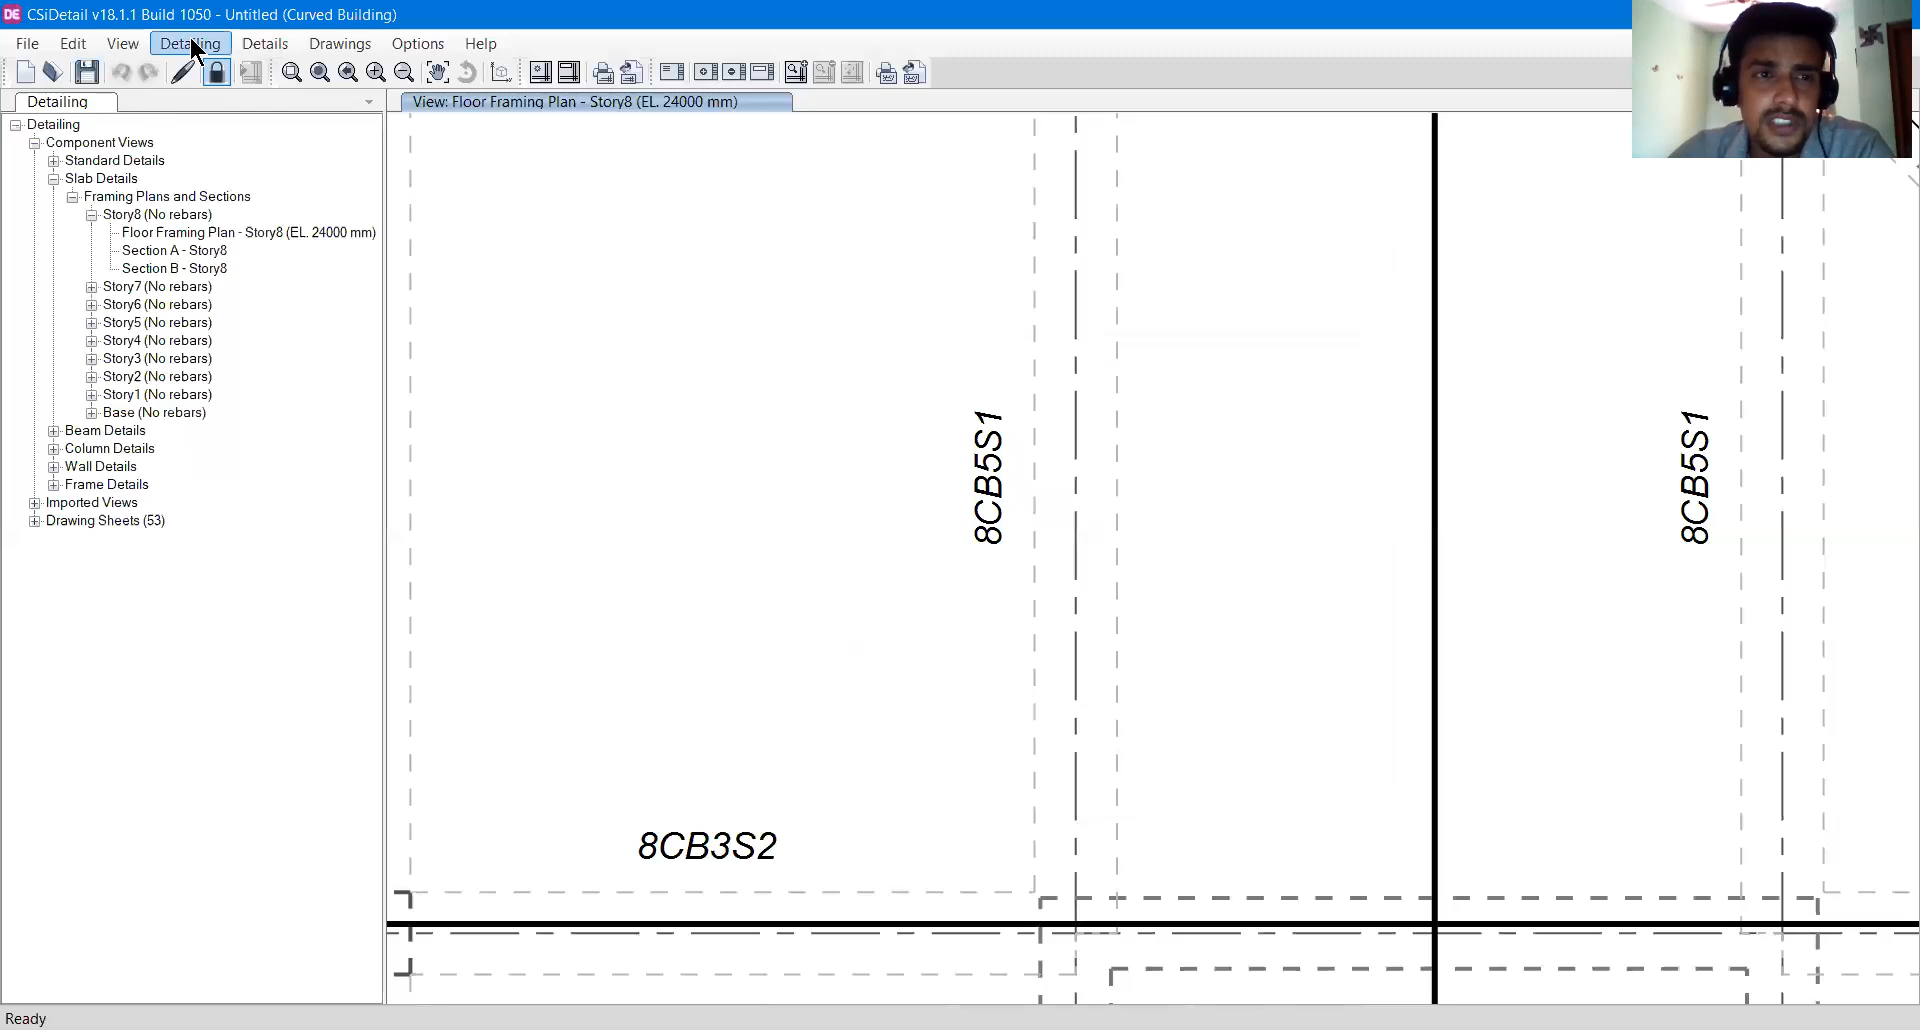 CSiDetail v18.1.1 Build 1050 - Untitled (Curved Building)
File Edit View Detailing Details Drawings Options Help
Detailing
View: Floor Framing Plan - Story8 (EL. 24000 mm)
Detailing
Component Views
Standard Details
Slab Details
Framing Plans and Sections
Story8 (No rebars)
Floor Framing Plan - Story8 (EL. 24000 mm)
Section A - Story8
Section B - Story8
Story7 (No rebars)
Story6 (No rebars)
Story5 (No rebars)
Story4 (No rebars)
Story3 (No rebars)
Story2 (No rebars)
Story1 (No rebars)
Base (No rebars)
Beam Details
Column Details
Wall Details
Frame Details
Imported Views
Drawing Sheets (53)
8CB5S1
8CB5S1
8CB3S2
Ready